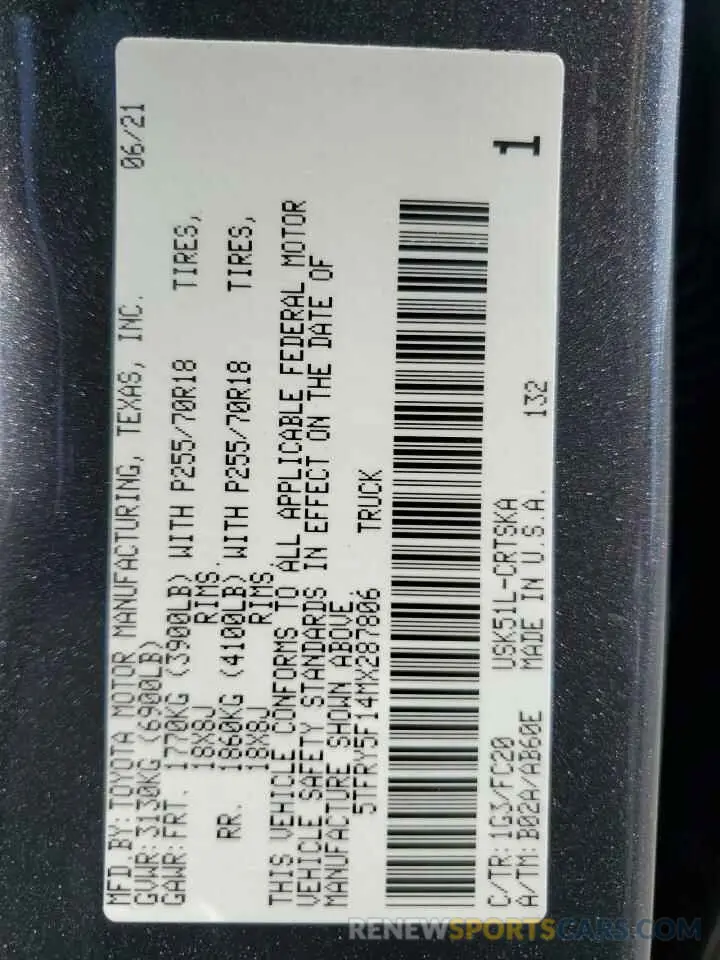 MFD BY: TOYOTA MOTOR MANUFACTURING, TEXAS, INC. 06/21
GVWR: 3130KG (6900LB)
GAWR: FRT. 1770KG (3900LB) WITH P255/70R18 TIRES,
18X8J RIMS.
RR. 1860KG (4100LB) WITH P255/70R18 TIRES,
18X8J RIMS
THIS VEHICLE CONFORMS TO ALL APPLICABLE FEDERAL MOTOR
VEHICLE SAFETY STANDARDS IN EFFECT ON THE DATE OF
MANUFACTURE SHOWN ABOVE.
5TFRY5F14MX287806 TRUCK
C/TR: 1G3/FC20 USK51L-CRTSKA 132 1
A/TM: B02A/AB60E MADE IN U.S.A.
RENEWSPORTSCARS.COM